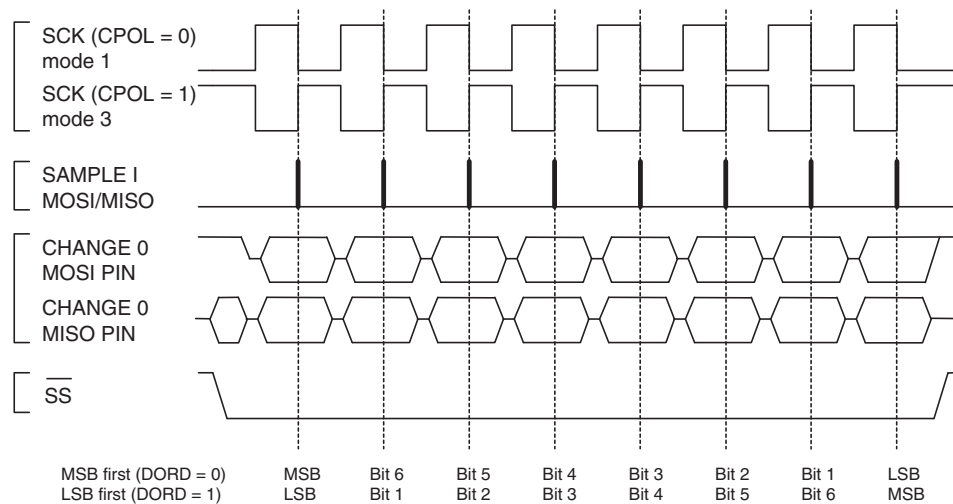 SCK (CPOL = 0)
mode 1
SCK (CPOL = 1)
mode 3
SAMPLE I
MOSI/MISO
CHANGE 0
MOSI PIN
CHANGE 0
MISO PIN
SS
MSB first (DORD = 0) MSB Bit 6 Bit 5 Bit 4 Bit 3 Bit 2 Bit 1 LSB
LSB first (DORD = 1) LSB Bit 1 Bit 2 Bit 3 Bit 4 Bit 5 Bit 6 MSB